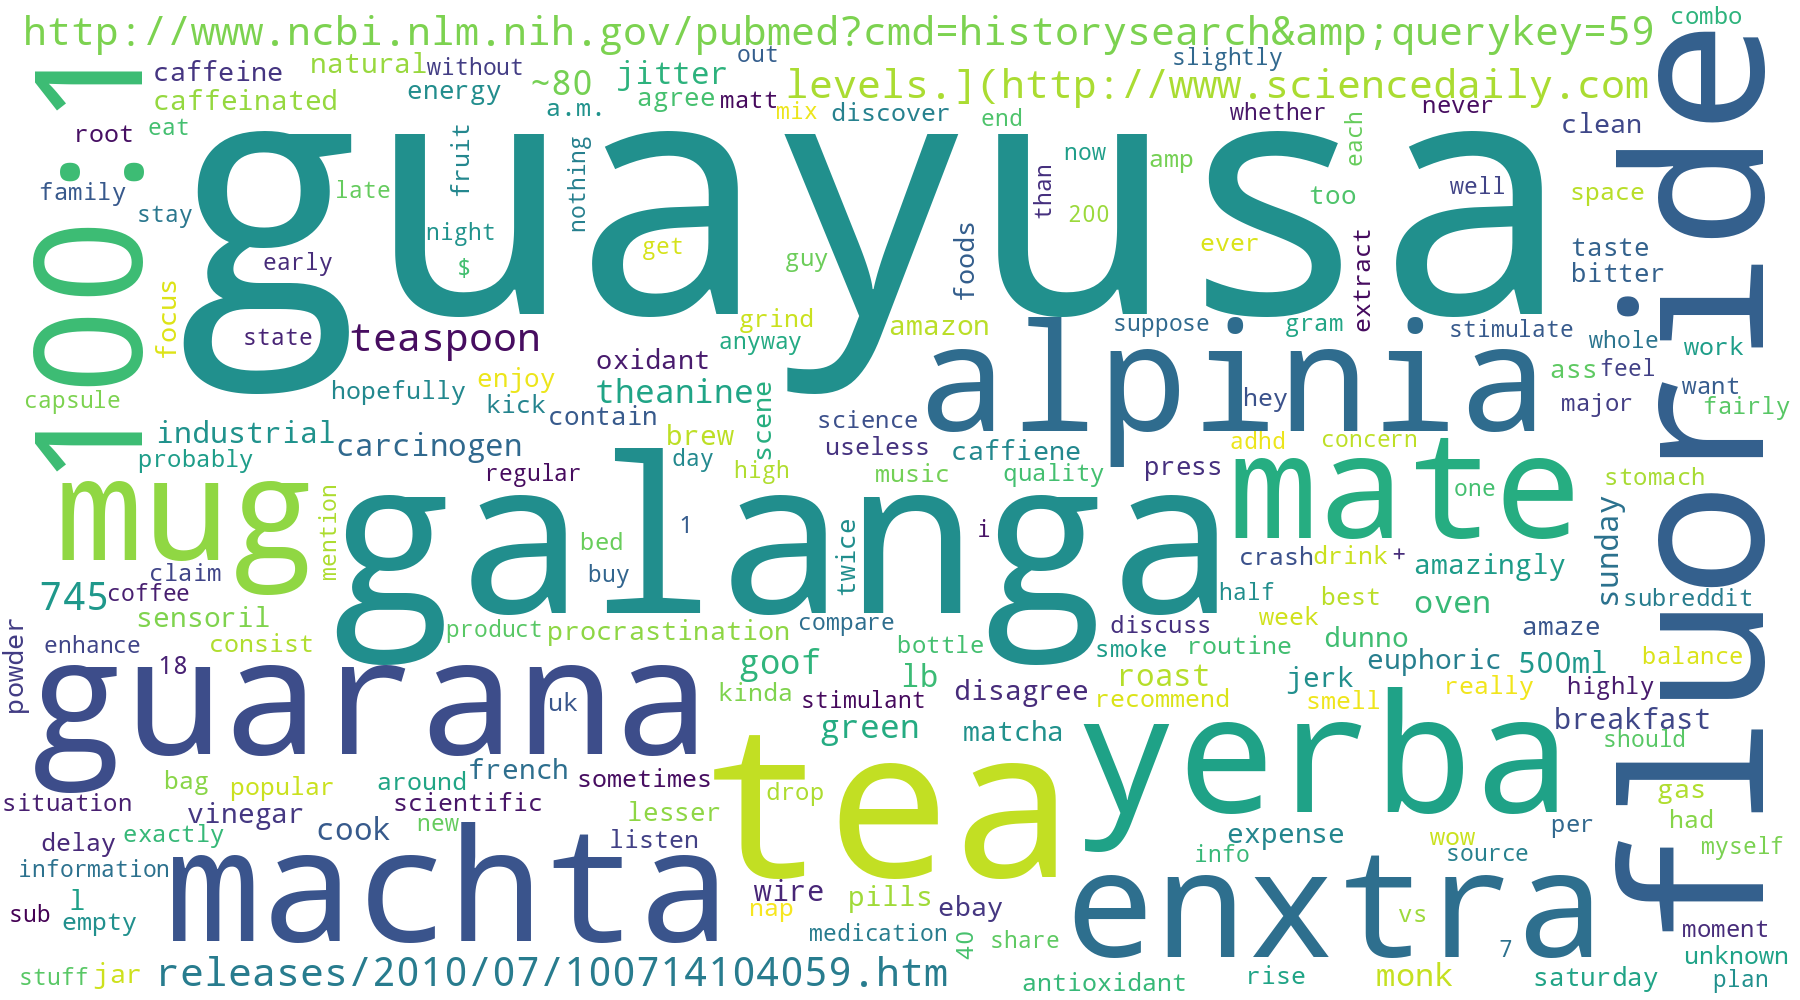 http://www.ncbi.nlm.nih.gov/pubmed?cmd=historysearch&amp;querykey=59
combo
caffeine
natural
without
out
slightly
caffeinated
energy
~80
jitter
levels.](http://www.sciencedaily.com
a.m.
agree
matt
mix
discover
end
whether
never
root
eat
clean
100:1
guayusa
fluoride
fruit
nothing
now
amp
each
family
late
than
well
space
stay
200
too
night
get
guy
ever
foods
extract
taste
early
$
bitter
focus
state
teaspoon
grind
anyway
amazon
suppose
gram
stimulate
whole
work
oxidant
alpinia
ass
feel
capsule
hopefully
enjoy
theanine
kick
contain
scene
hey
want
major
fairly
industrial
carcinogen
brew
science
useless
caffiene
adhd
concern
probably
regular
day
high
music
quality
press
mate
stomach
mug
mention
galanga
one
bed
1
twice
i
sunday
claim
buy
crash
drink
+
amazingly
745
coffee
half
best
oven
subreddit
sensoril
product
procrastination
compare
discuss
week
amaze
powder
enhance
consist
bottle
smoke
routine
dunno
18
guarana
goof
lb
roast
euphoric
500ml
balance
kinda
stimulant
disagree
recommend
jerk
smell
really
highly
uk
green
matcha
yerba
breakfast
should
bag
popular
around
french
sometimes
tea
drop
gas
situation
vinegar
scientific
lesser
had
delay
exactly
cook
new
listen
expense
wow
per
myself
information
machta
info
source
wire
pills
enxtra
sub
l
empty
nap
ebay
vs
medication
40
share
7
moment
unknown
stuff
jar
releases/2010/07/100714104059.htm
antioxidant
rise
monk
saturday
plan